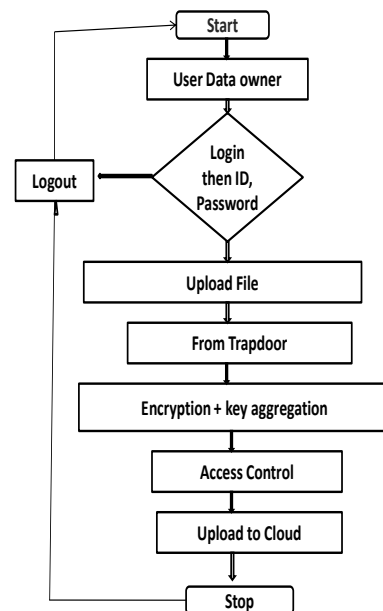 Start
User Data owner
Login
then ID,
Password
Logout
Upload File
From Trapdoor
Encryption + key aggregation
Access Control
Upload to Cloud
Stop